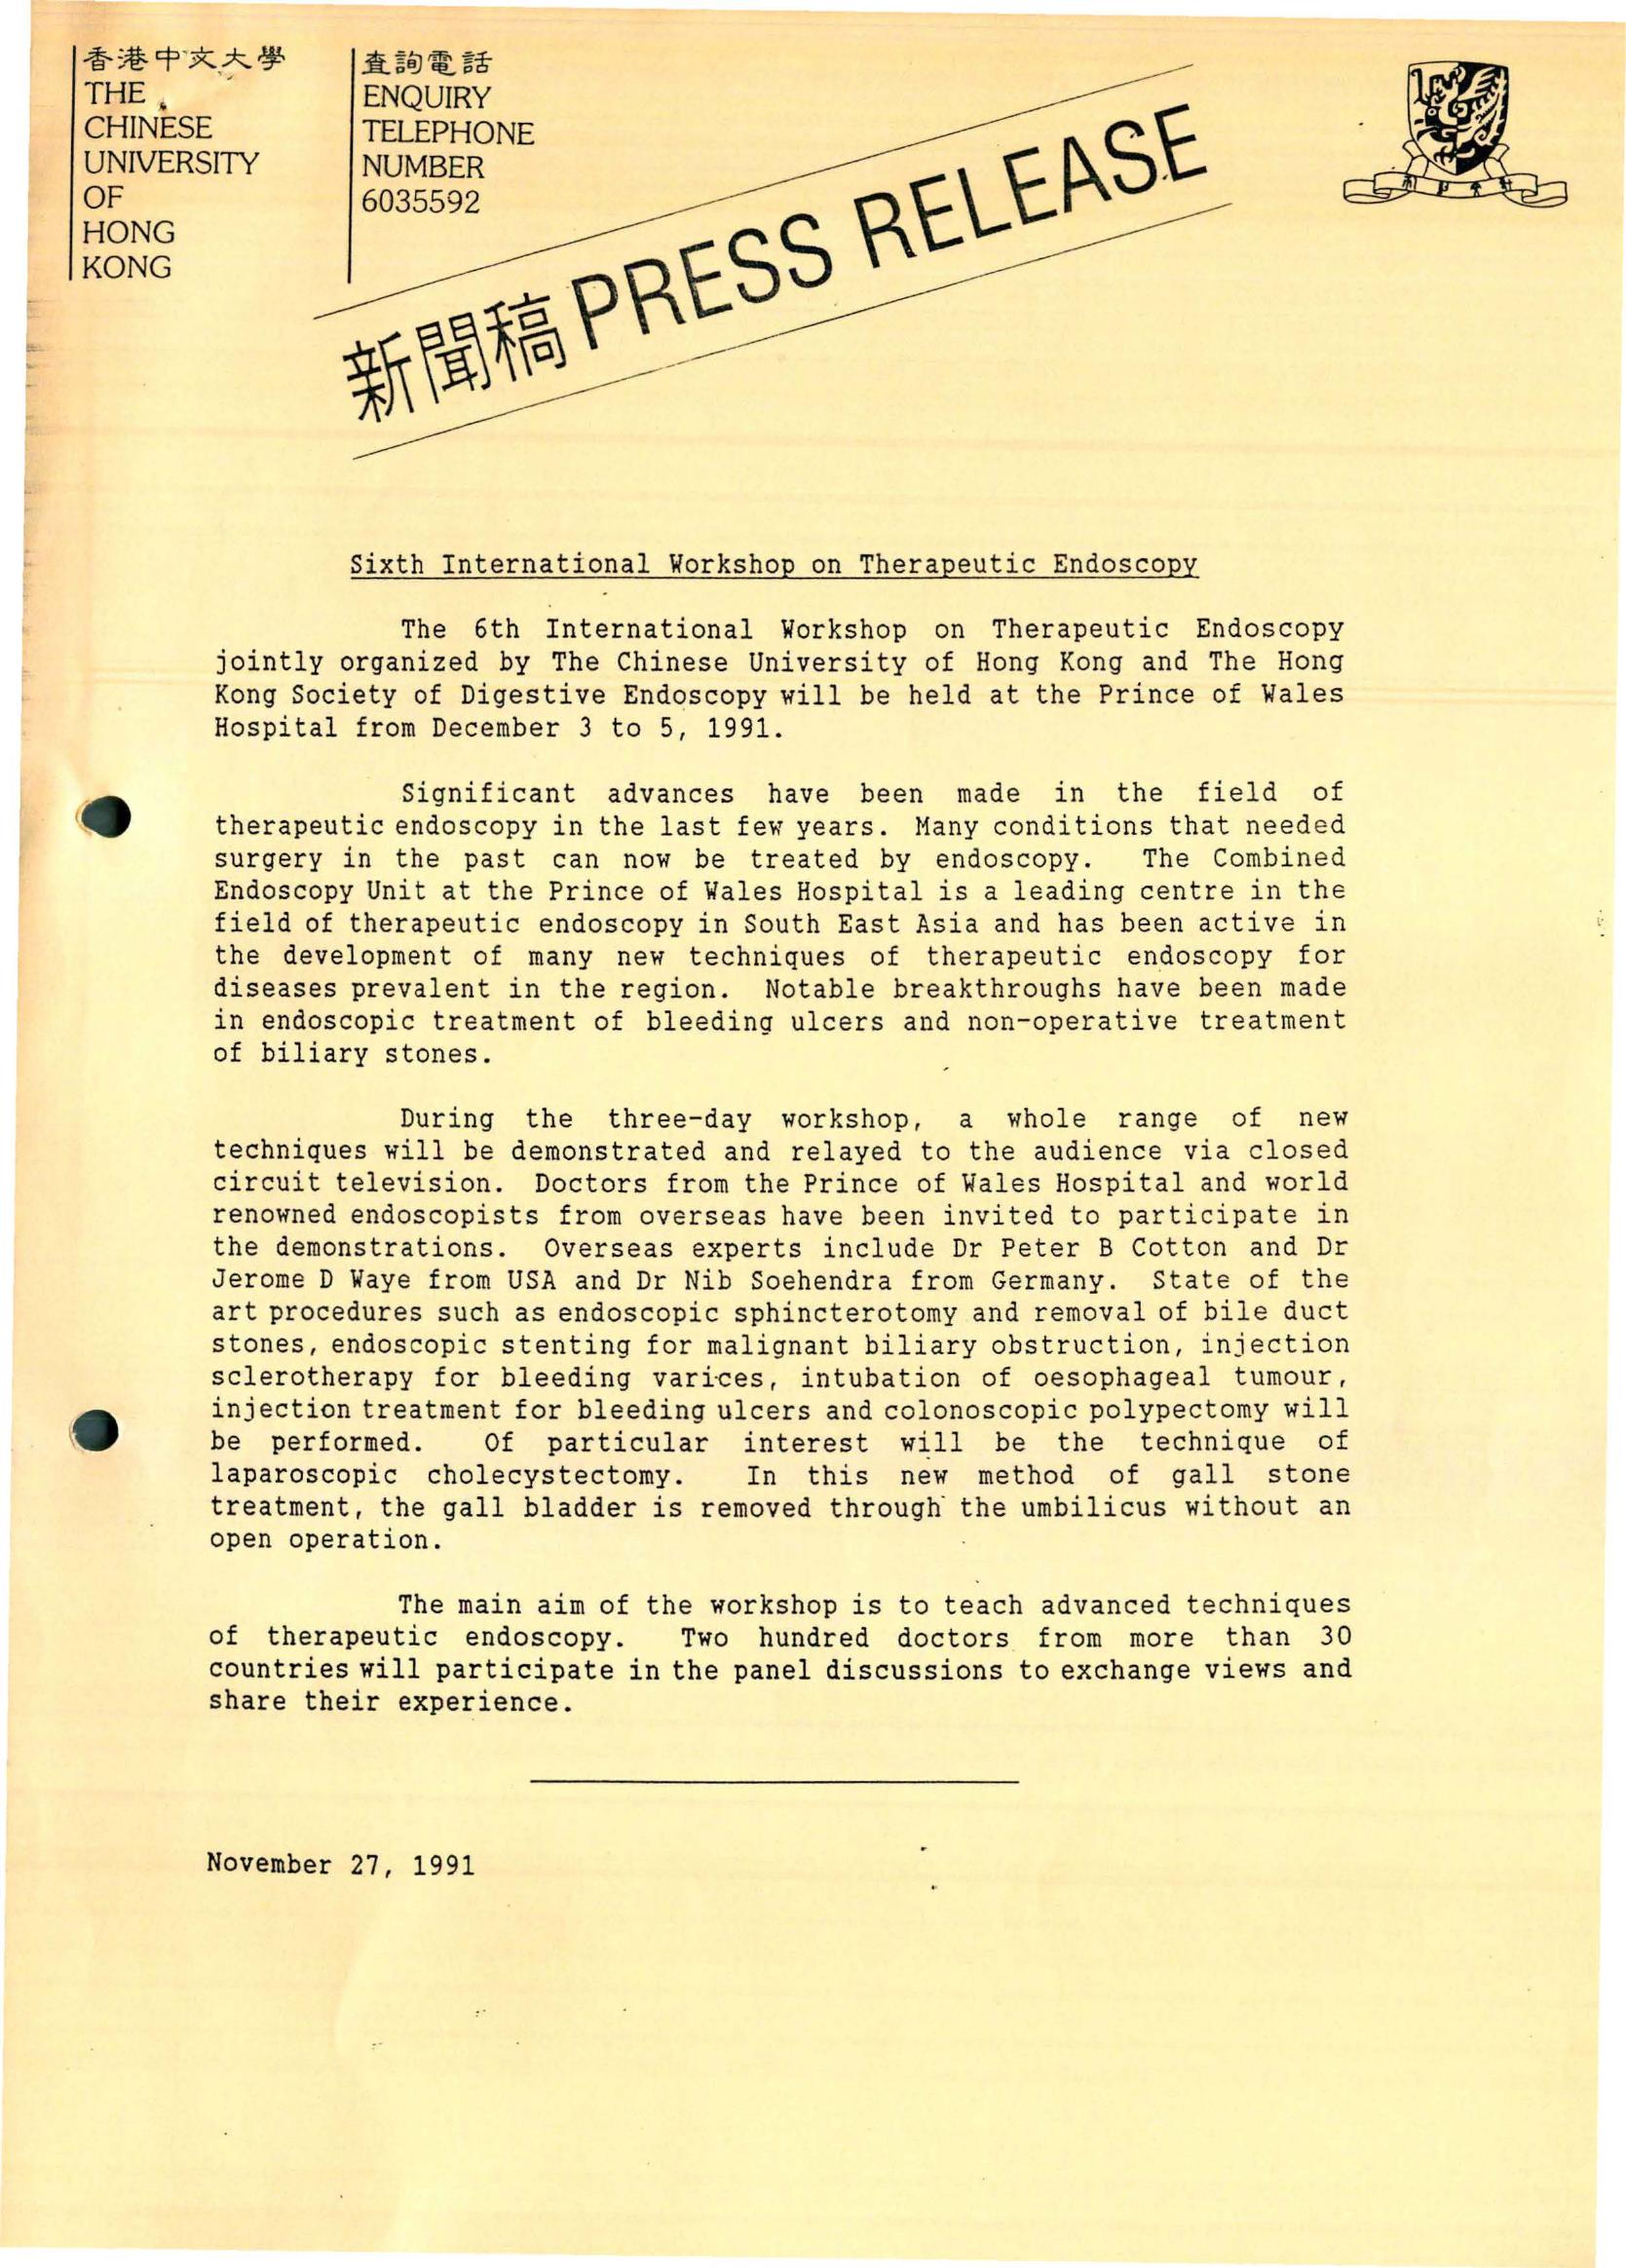 香港中文大學
THE
CHINESE
UNIVERSITY
OF
HONG
KONG
查詢電話
ENQUIRY
TELEPHONE
NUMBER
6035592
新聞稿 PRESS RELEASE
Sixth International Workshop on Therapeutic Endoscopy
The 6th International Workshop on Therapeutic Endoscopy
jointly organized by The Chinese University of Hong Kong and The Hong
Kong Society of Digestive Endoscopy will be held at the Prince of Wales
Hospital from December 3 to 5, 1991.
Significant advances have been made in the field of
therapeutic endoscopy in the last few years. Many conditions that needed
surgery in the past can now be treated by endoscopy. The Combined
Endoscopy Unit at the Prince of Wales Hospital is a leading centre in the
field of therapeutic endoscopy in South East Asia and has been active in
the development of many new techniques of therapeutic endoscopy for
diseases prevalent in the region. Notable breakthroughs have been made
in endoscopic treatment of bleeding ulcers and non-operative treatment
of biliary stones.
During the three-day workshop, a whole range of new
techniques will be demonstrated and relayed to the audience via closed
circuit television. Doctors from the Prince of Wales Hospital and world
renowned endoscopists from overseas have been invited to participate in
the demonstrations. Overseas experts include Dr Peter B Cotton and Dr
Jerome D Waye from USA and Dr Nib Soehendra from Germany. State of the
art procedures such as endoscopic sphincterotomy and removal of bile duct
stones, endoscopic stenting for malignant biliary obstruction, injection
sclerotherapy for bleeding varices, intubation of oesophageal tumour,
injection treatment for bleeding ulcers and colonoscopic polypectomy will
be performed. Of particular interest will be the technique of
laparoscopic cholecystectomy. In this new method of gall stone
treatment, the gall bladder is removed through the umbilicus without an
open operation.
The main aim of the workshop is to teach advanced techniques
of therapeutic endoscopy. Two hundred doctors from more than 30
countries will participate in the panel discussions to exchange views and
share their experience.
November 27, 1991